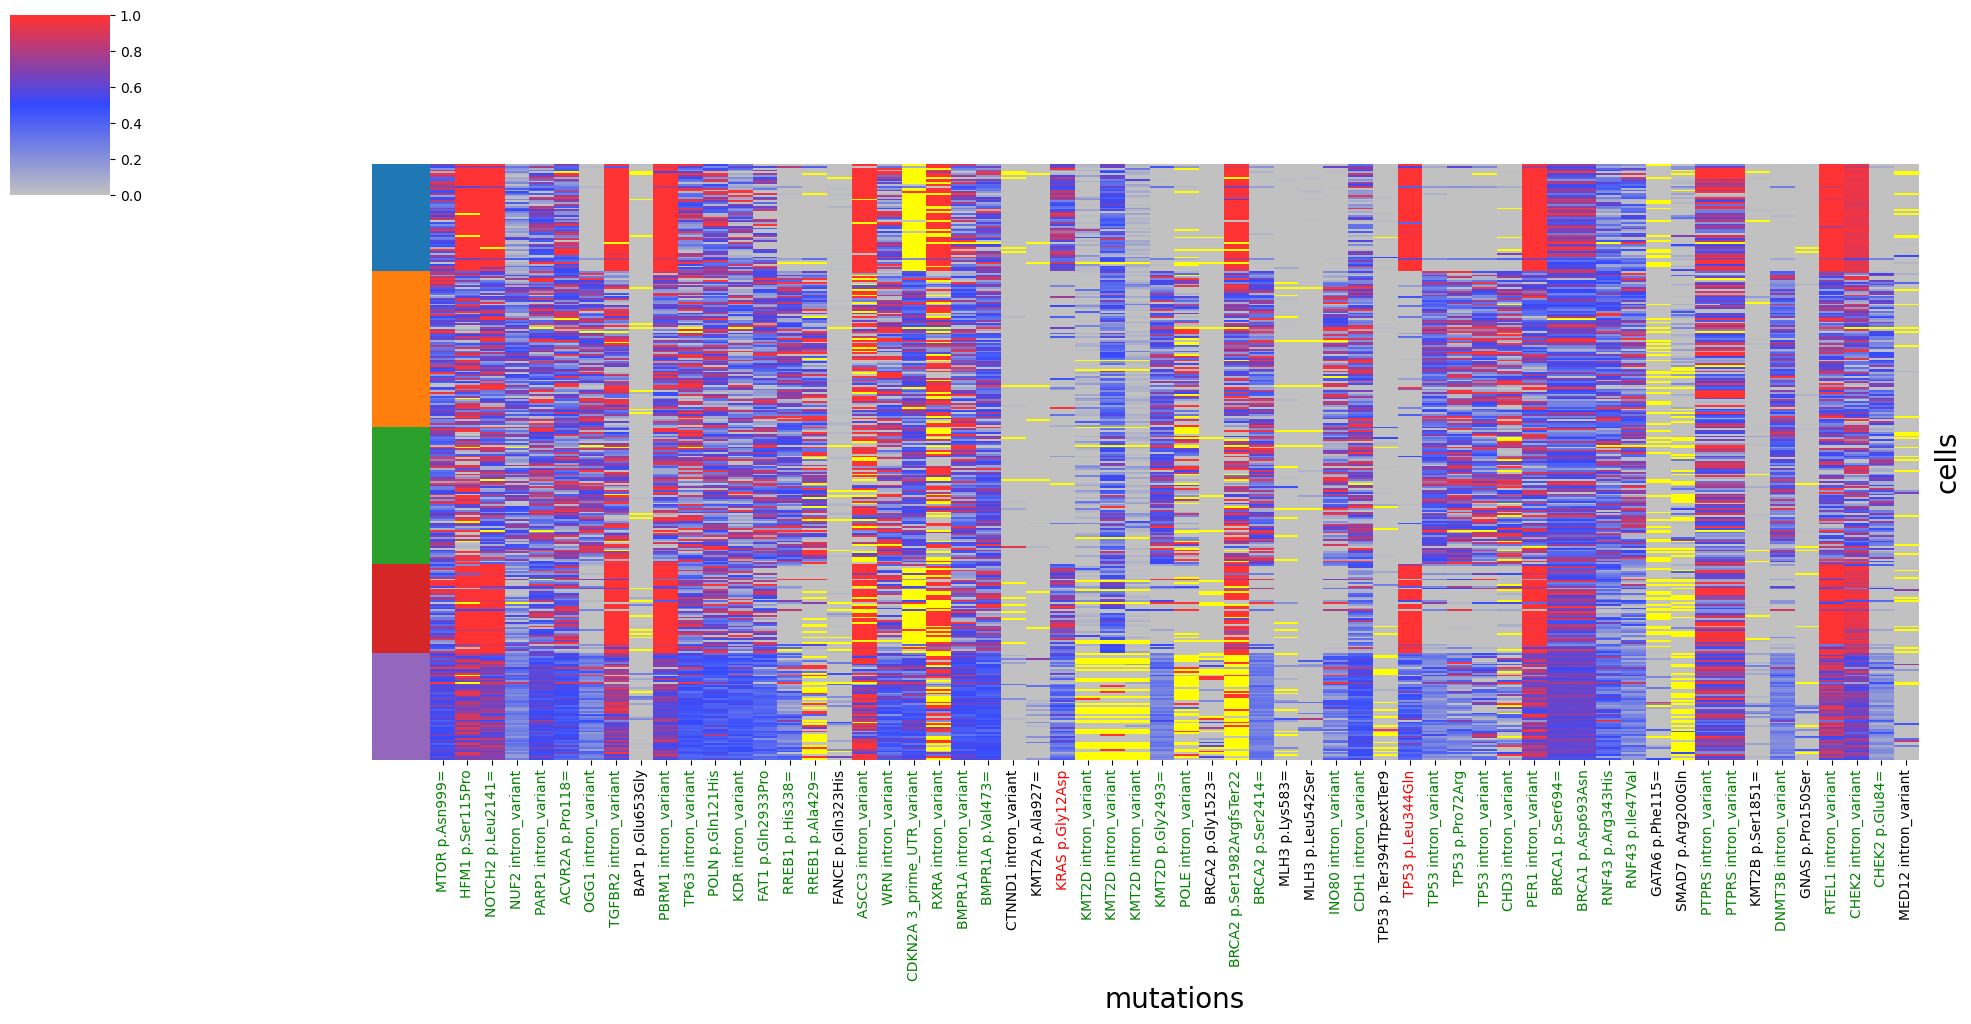 1.0
0.8
0.6
0.4
0.2
0.0
cells
MTOR p.Asn999=
HFM1 p.Ser115Pro
NOTCH2 p.Leu2141=
NUF2 intron_variant
PARP1 intron_variant
ACVR2A p.Pro118=
OGG1 intron_variant
TGFBR2 intron_variant
BAP1 p.Glu653Gly
PBRM1 intron_variant
TP63 intron_variant
POLN p.Gln121His
KDR intron_variant
FAT1 p.Gln2933Pro
RREB1 p.His338=
RREB1 p.Ala429=
FANCE p.Gln323His
ASCC3 intron_variant
WRN intron_variant
CDKN2A 3_prime_UTR_variant
RXRA intron_variant
BMPR1A intron_variant
BMPR1A p.Val473=
CTNND1 intron_variant
KMT2A p.Ala927=
KRAS p.Gly12Asp
KMT2D intron_variant
KMT2D intron_variant
KMT2D intron_variant
KMT2D p.Gly2493=
POLE intron_variant
BRCA2 p.Gly1523=
BRCA2 p.Ser1982ArgfsTer22
BRCA2 p.Ser2414=
MLH3 p.Lys583=
MLH3 p.Leu542Ser
INO80 intron_variant
CDH1 intron_variant
TP53 p.Ter394TrpextTer9
TP53 p.Leu344Gln
TP53 intron_variant
TP53 p.Pro72Arg
TP53 intron_variant
CHD3 intron_variant
PER1 intron_variant
BRCA1 p.Ser694=
BRCA1 p.Asp693Asn
RNF43 p.Arg343His
RNF43 p.Ile47Val
GATA6 p.Phe115=
SMAD7 p.Arg200Gln
PTPRS intron_variant
PTPRS intron_variant
KMT2B p.Ser1851=
DNMT3B intron_variant
GNAS p.Pro150Ser
RTEL1 intron_variant
CHEK2 intron_variant
CHEK2 p.Glu84=
MED12 intron_variant
mutations